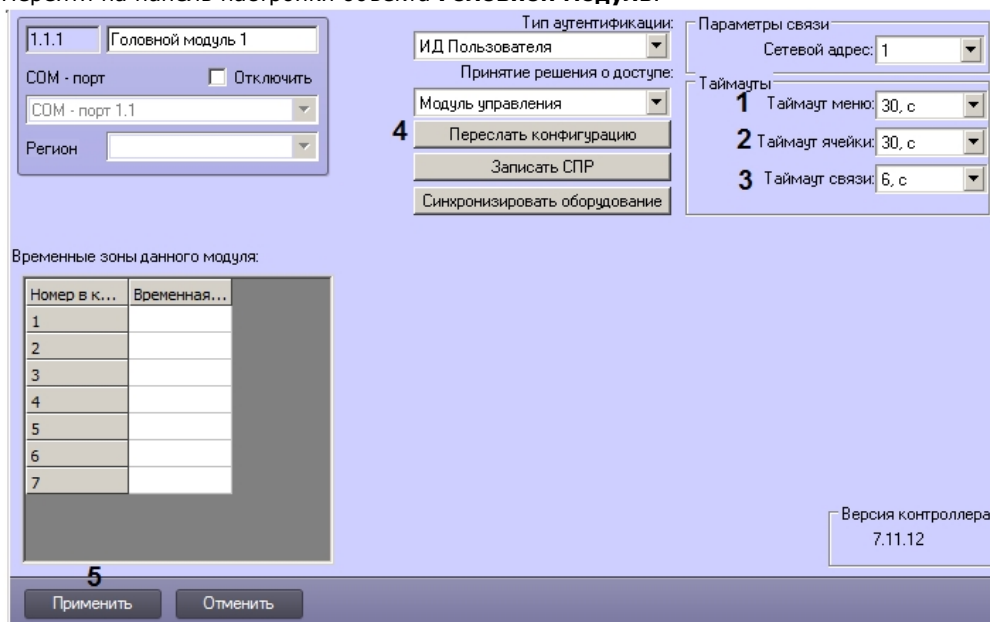 Перейти на панель настройки объекта Головной модуль.
1.1.1 Головной модуль 1
COM - порт Отключить
COM - порт 1.1
Регион
Тип аутентификации:
ИД Пользователя
Принятие решения о доступе:
Модуль управления
4 Переслать конфигурацию
Записать СПР
Синхронизировать оборудование
Параметры связи
Сетевой адрес: 1
Таймауты
1 Таймаут меню: 30, с
2 Таймаут ячейки: 30, с
3 Таймаут связи: 6, с
Временные зоны данного модуля:
Номер в к... Временная...
1
2
3
4
5
6
7
Версия контроллера
7.11.12
5
Применить Отменить